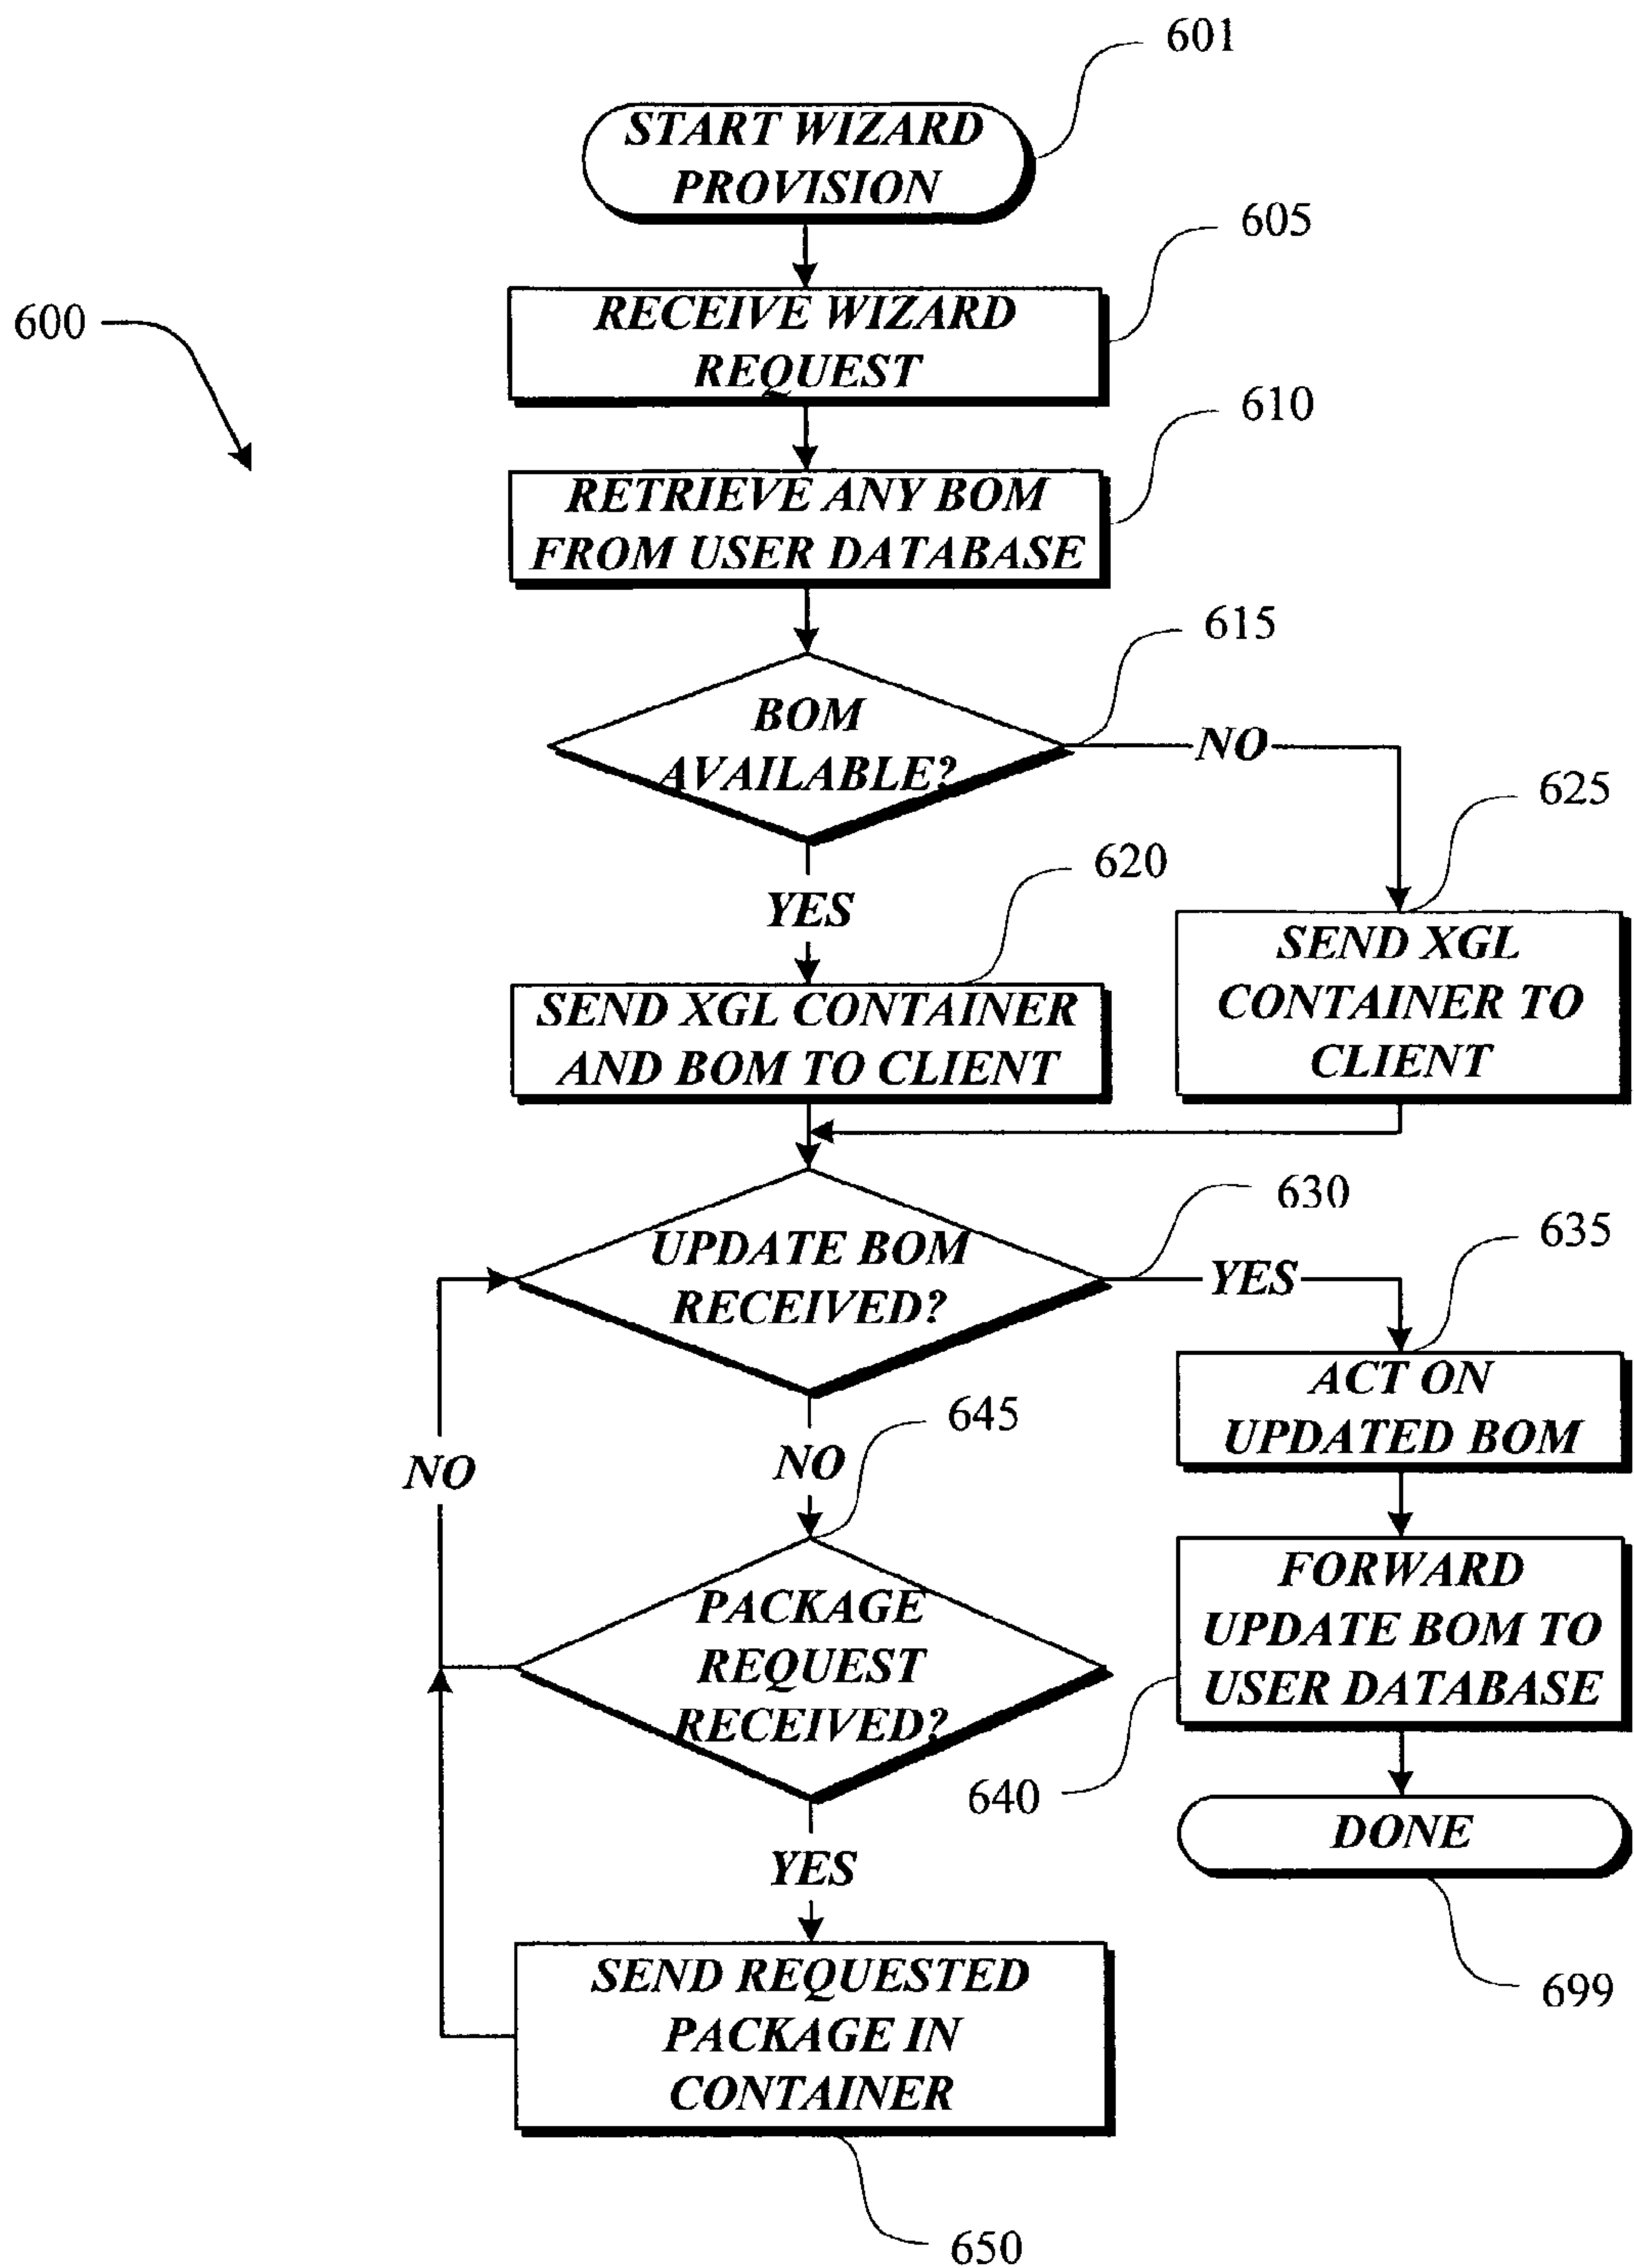 601
START WIZARD
PROVISION
605
RECEIVE WIZARD
REQUEST
600
610
RETRIEVE ANY BOM
FROM USER DATABASE
615
BOM
AVAILABLE?
NO
625
620
YES
SEND XGL
CONTAINER TO
CLIENT
SEND XGL CONTAINER
AND BOM TO CLIENT
630
635
UPDATE BOM
RECEIVED?
YES
ACT ON
UPDATED BOM
645
NO
NO
FORWARD
UPDATE BOM TO
USER DATABASE
PACKAGE
REQUEST
RECEIVED?
640
DONE
YES
699
SEND REQUESTED
PACKAGE IN
CONTAINER
650